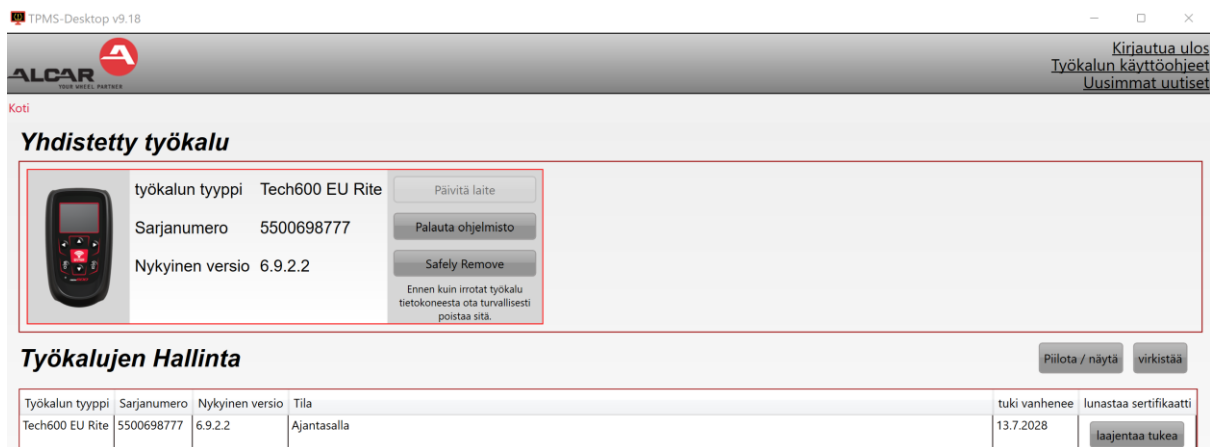 TPMS-Desktop v9.18
Kirjautua ulos
ALCAR
YOUR WHEEL PARTNER
Työkalun käyttöohjeet
Uusimmat uutiset
Koti
Yhdistetty työkalu
työkalun tyyppi Tech600 EU Rite Päivitä laite
Sarjanumero 5500698777 Palauta ohjelmisto
Nykyinen versio 6.9.2.2 Safely Remove
Ennen kuin irrotat työkalu
tietokoneesta ota turvallisesti
poistaa sitä.
Työkalujen Hallinta Piilota / näytä virkistää
Työkalun tyyppi Sarjanumero Nykyinen versio Tila tuki vanhenee lunastaa sertifikaatti
Tech600 EU Rite 5500698777 6.9.2.2 Ajantasalla 13.7.2028 laajentaa tukea